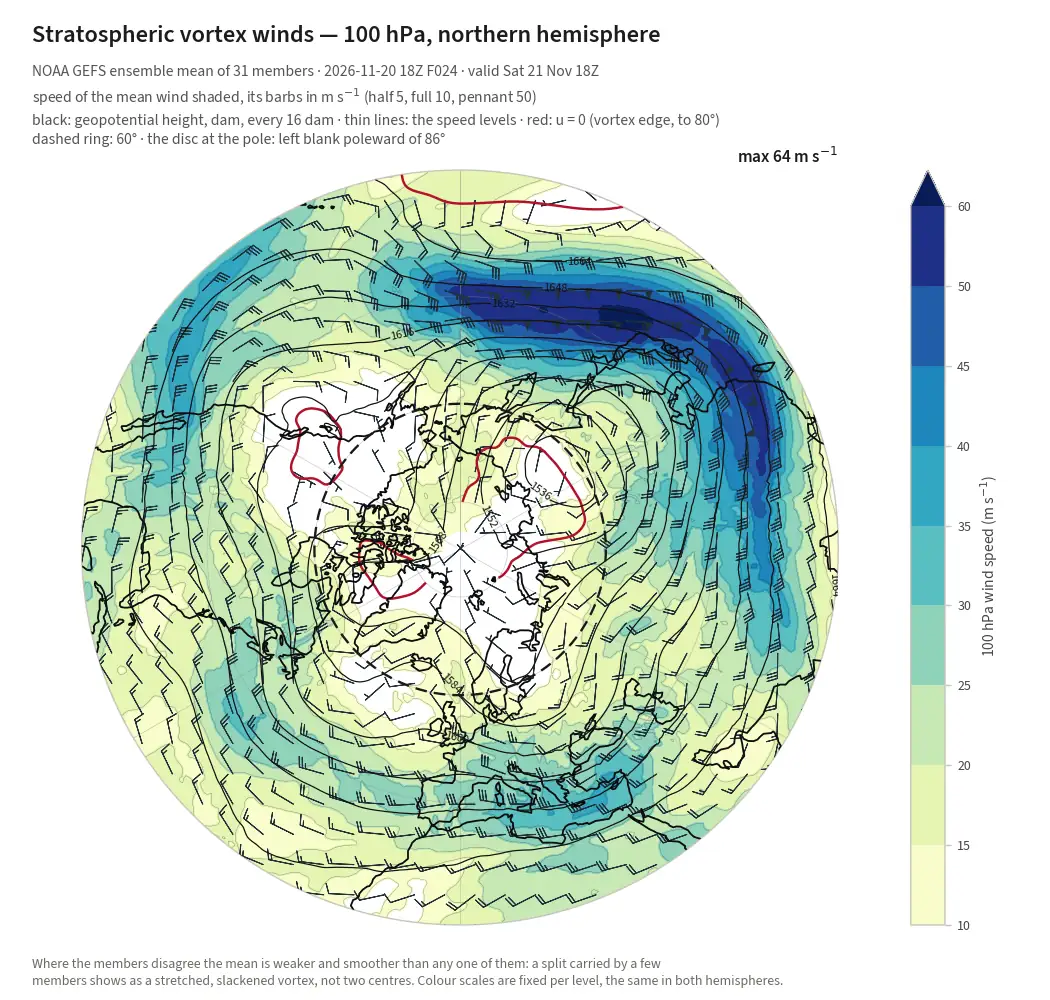 Stratospheric vortex winds — 100 hPa, northern hemisphere
NOAA GEFS ensemble mean of 31 members · 2026-11-20 18Z F024 · valid Sat 21 Nov 18Z
speed of the mean wind shaded, its barbs in m s⁻¹ (half 5, full 10, pennant 50)
black: geopotential height, dam, every 16 dam · thin lines: the speed levels · red: u = 0 (vortex edge, to 80°)
dashed ring: 60° · the disc at the pole: left blank poleward of 86°
max 64 m s⁻¹
1664
1648
1632
1616
1536
1552
1584
60
50
45
40
35
30
25
20
15
10
100 hPa wind speed (m s⁻¹)
Where the members disagree the mean is weaker and smoother than any one of them: a split carried by a few
members shows as a stretched, slackened vortex, not two centres. Colour scales are fixed per level, the same in both hemispheres.